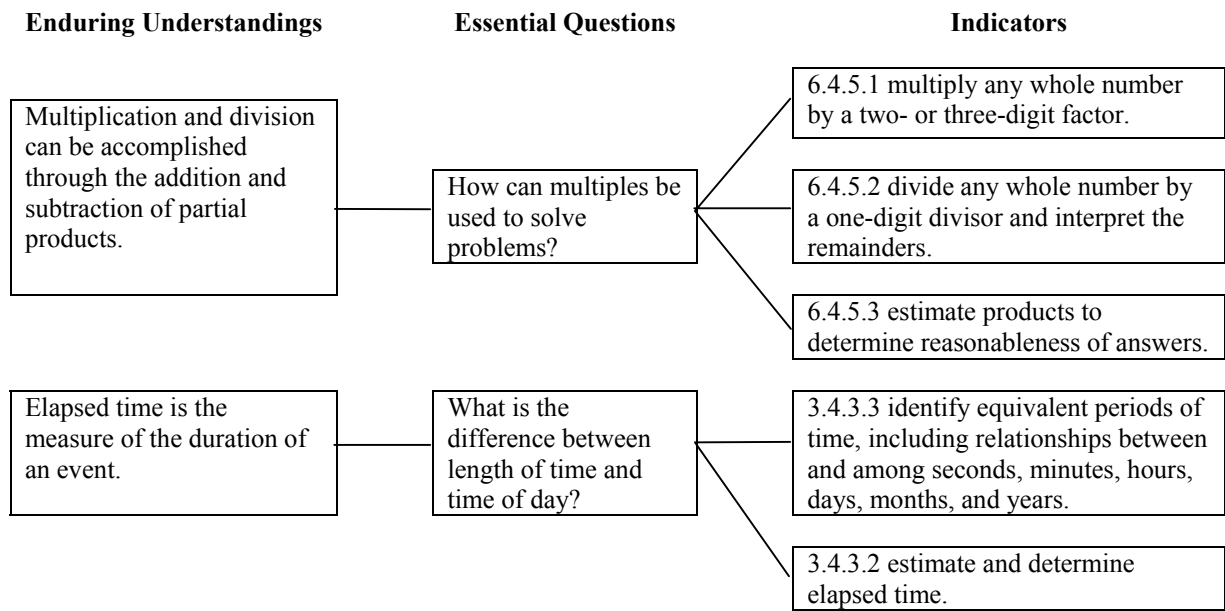 Enduring Understandings
Essential Questions
Indicators
Multiplication and division
can be accomplished
through the addition and
subtraction of partial
products.
How can multiples be
used to solve
problems?
6.4.5.1 multiply any whole number
by a two- or three-digit factor.
6.4.5.2 divide any whole number by
a one-digit divisor and interpret the
remainders.
6.4.5.3 estimate products to
determine reasonableness of answers.
Elapsed time is the
measure of the duration of
an event.
What is the
difference between
length of time and
time of day?
3.4.3.3 identify equivalent periods of
time, including relationships between
and among seconds, minutes, hours,
days, months, and years.
3.4.3.2 estimate and determine
elapsed time.